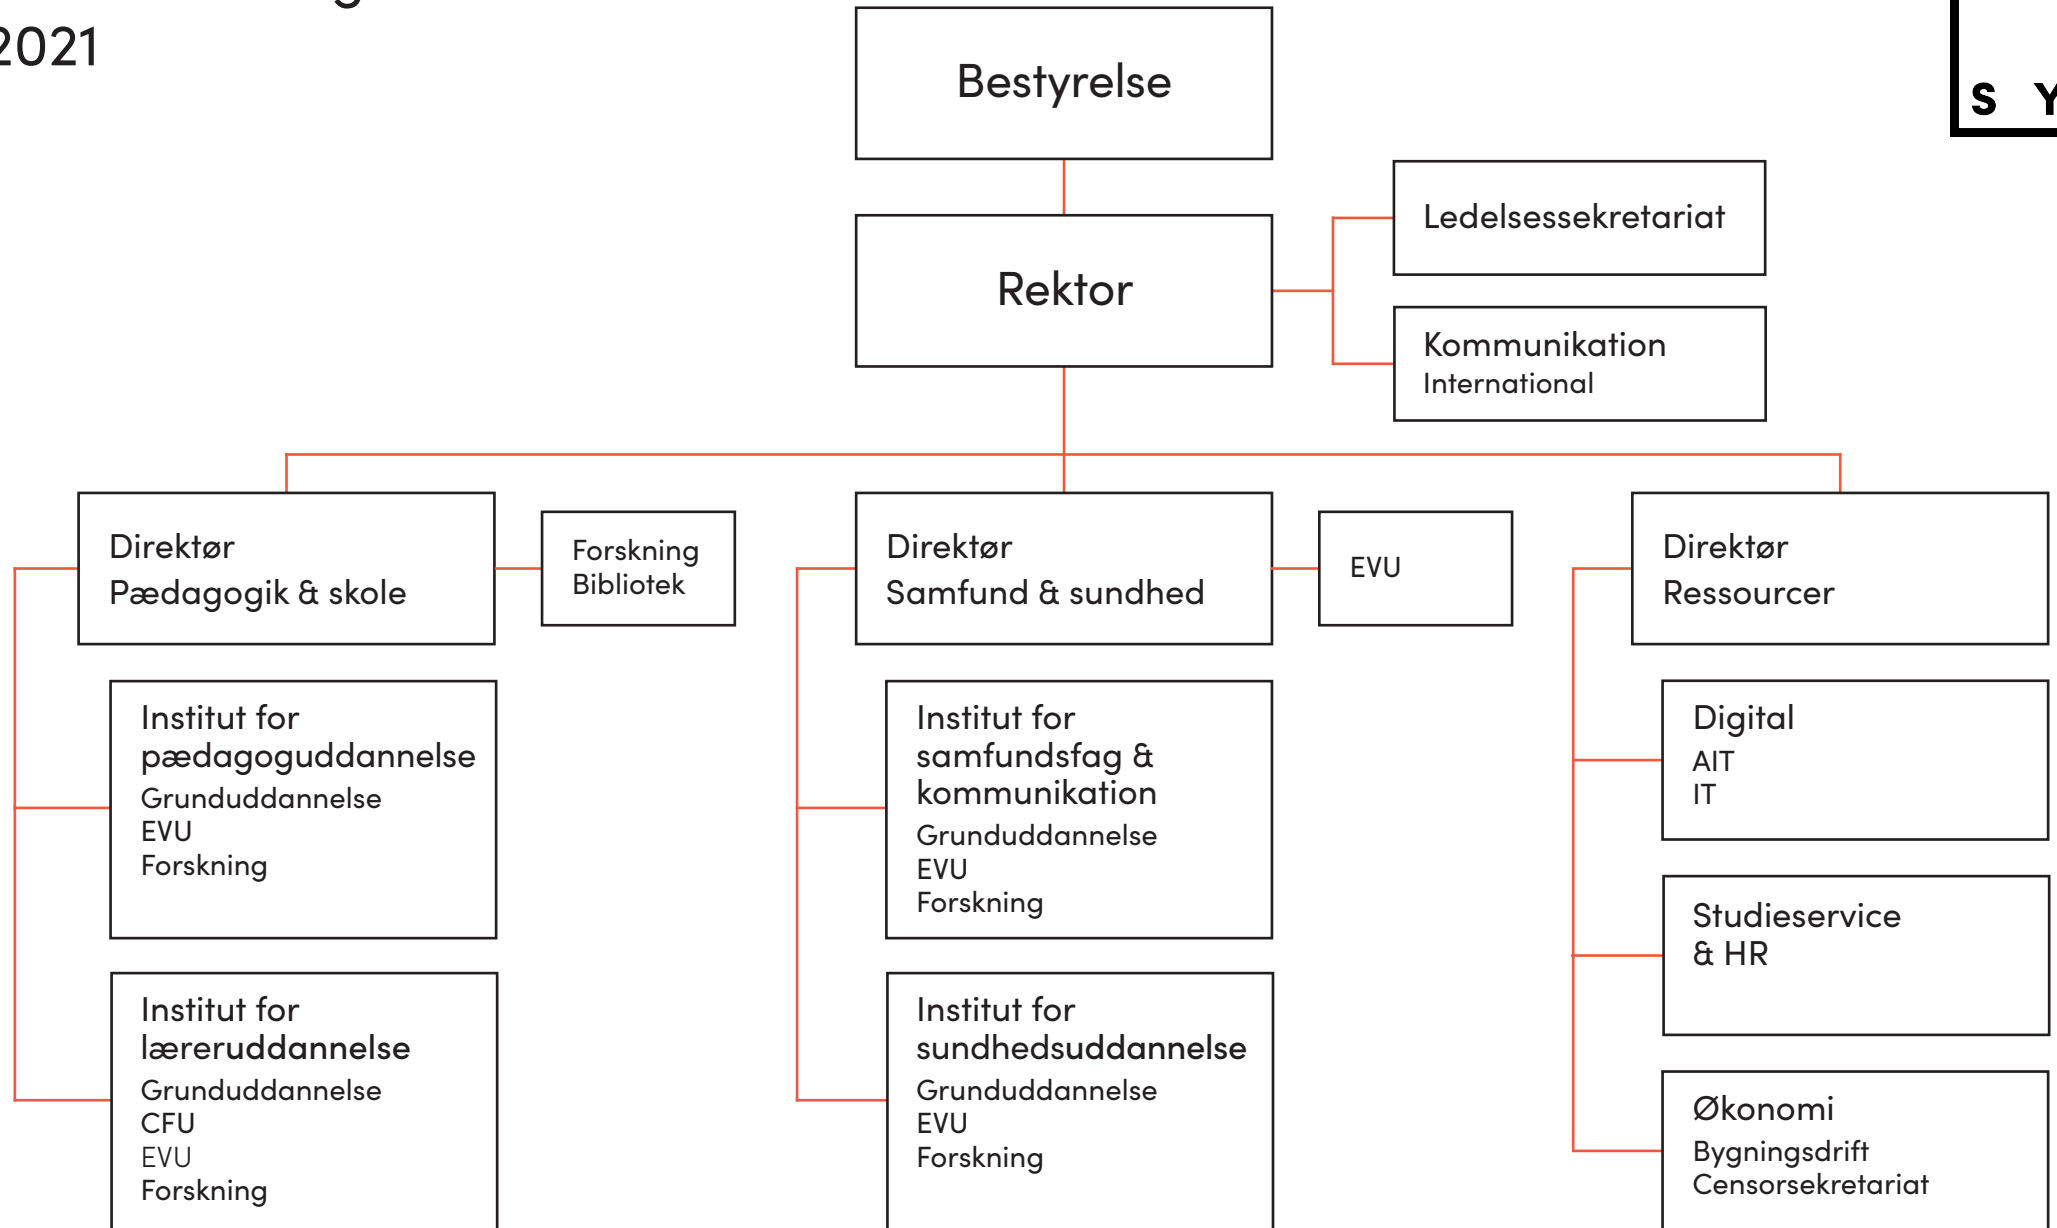 2021
Bestyrelse
Rektor
Ledelsessekretariat
Kommunikation
International
Direktør
Pædagogik & skole
Forskning
Bibliotek
Direktør
Samfund & sundhed
EVU
Direktør
Ressourcer
Institut for
pædagoguddannelse
Grunduddannelse
EVU
Forskning
Institut for
samfundsfag &
kommunikation
Grunduddannelse
EVU
Forskning
Digital
AIT
IT
Studieservice
& HR
Institut for
læreruddannelse
Grunduddannelse
CFU
EVU
Forskning
Institut for
sundhedsuddannelse
Grunduddannelse
EVU
Forskning
Økonomi
Bygningsdrift
Censorsekretariat